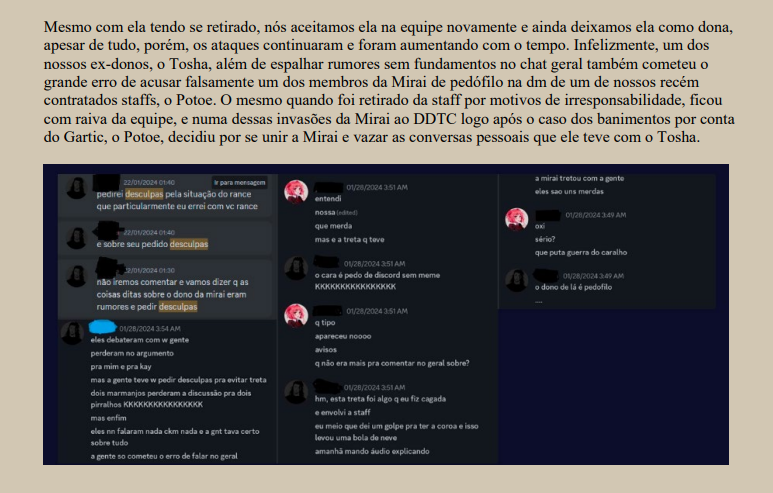 Mesmo com ela tendo se retirado, nós aceitamos ela na equipe novamente e ainda deixamos ela como dona,
apesar de tudo, porém, os ataques continuaram e foram aumentando com o tempo. Infelizmente, um dos
nossos ex-donos, o Tosha, além de espalhar rumores sem fundamentos no chat geral também cometeu o
grande erro de acusar falsamente um dos membros da Mirai de pedófilo na dm de um de nossos recém
contratados staffs, o Potoe. O mesmo quando foi retirado da staff por motivos de irresponsabilidade, ficou
com raiva da equipe, e numa dessas invasões da Mirai ao DDTC logo após o caso dos banimentos por conta
do Gartic, o Potoe, decidiu por se unir a Mirai e vazar as conversas pessoais que ele teve com o Tosha.
22/01/2024 01:40
Ir para mensagem
pedirei desculpas pela situação do rance
que particularmente eu errei com vc rance
22/01/2024 01:40
e sobre seu pedido desculpas
22/01/2024 01:30
não iremos comentar e vamos dizer q as
coisas ditas sobre o dono da mirai eram
rumores e pedir desculpas
01/28/2024 3:54 AM
eles debateram com w gente
perderam no argumento
pra mim e pra kay
mas a gente teve w pedir desculpas pra evitar treta
dois marmanjos perderam a discussão pra dois
pirralhos KKKKKKKKKKKKKKKK
mas enfim
eles nn falaram nada ckm nada e a gnt tava certo
sobre tudo
a gente so cometeu o erro de falar no geral
01/28/2024 3:51 AM
entendi
nossa (edited)
que merda
mas e a treta q teve
01/28/2024 3:51 AM
o cara é pedo de discord sem meme
KKKKKKKKKKKKKKKK
01/28/2024 3:51 AM
q tipo
apareceu noooo
avisos
q não era mais pra comentar no geral sobre?
01/28/2024 3:51 AM
hm, esta treta foi algo q eu fiz cagada
e envolvi a staff
eu meio que dei um golpe pra ter a coroa e isso
levou uma bola de neve
amanhã mando áudio explicando
a mirai tretou com a gente
eles sao uns merdas
01/28/2024 3:49 AM
oxi
sério?
que puta guerra do caralho
01/28/2024 3:49 AM
o dono de lá é pedofilo
....